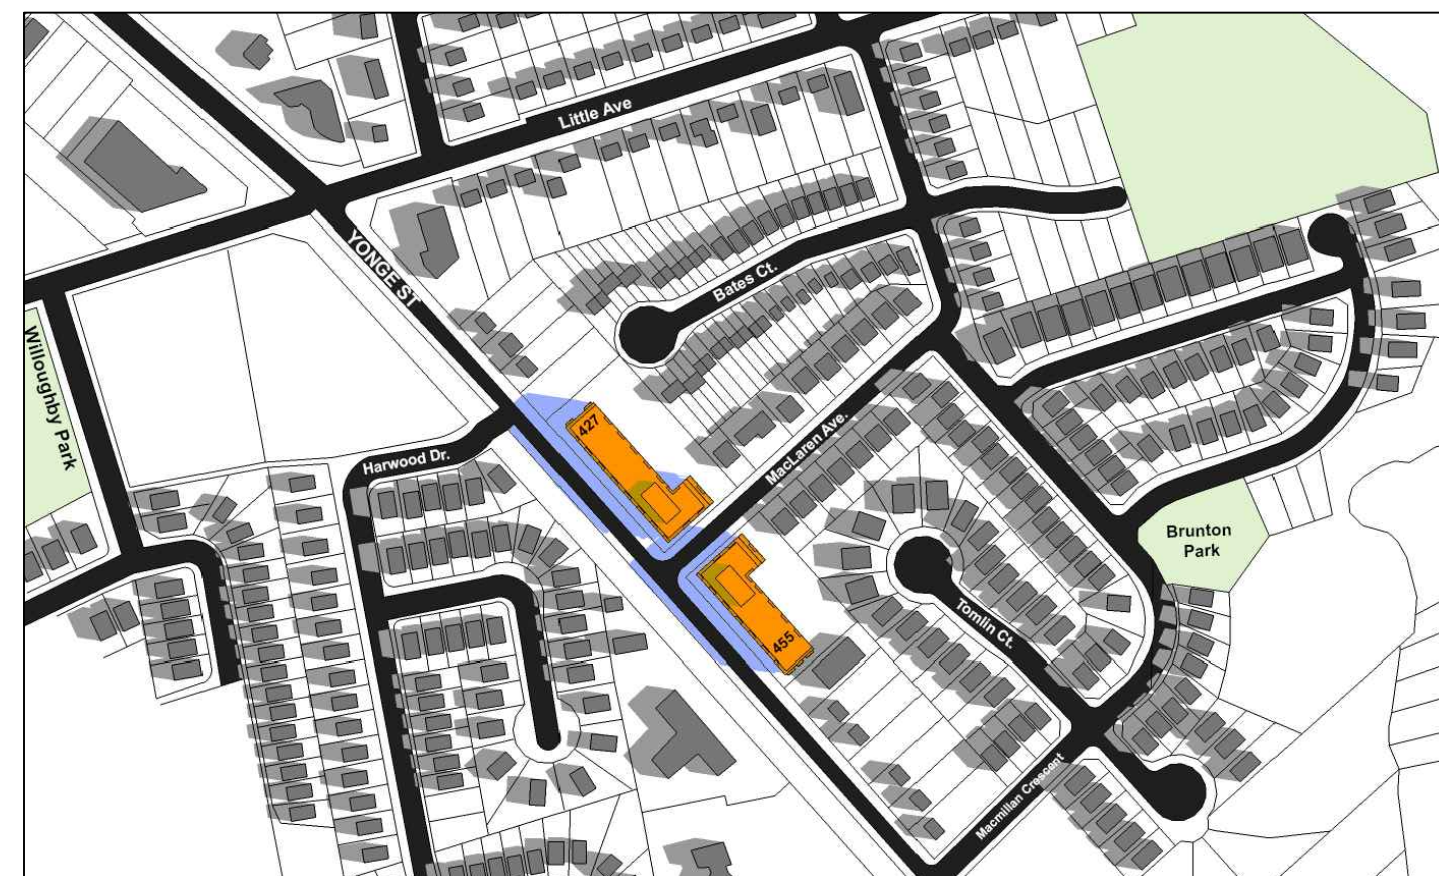 Little Ave
YONGE ST
Bates Ct.
Willoughby Park
427
MacLaren Ave.
Harwood Dr.
Brunton
Park
Tomlin Ct.
455
Macmillan Crescent